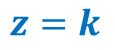 z = k